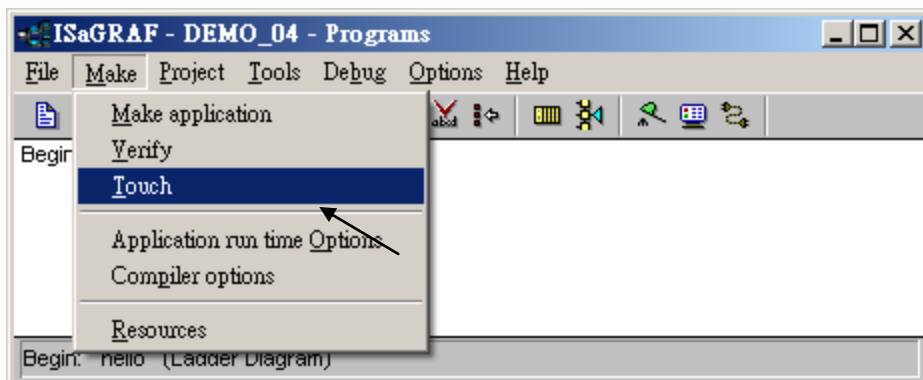 ISaGRAF - DEMO_04 - Programs
File Make Project Tools Debug Options Help
Make application
Verify
Touch
Application run time Options
Compiler options
Resources
Begin: hello (Ladder Diagram)